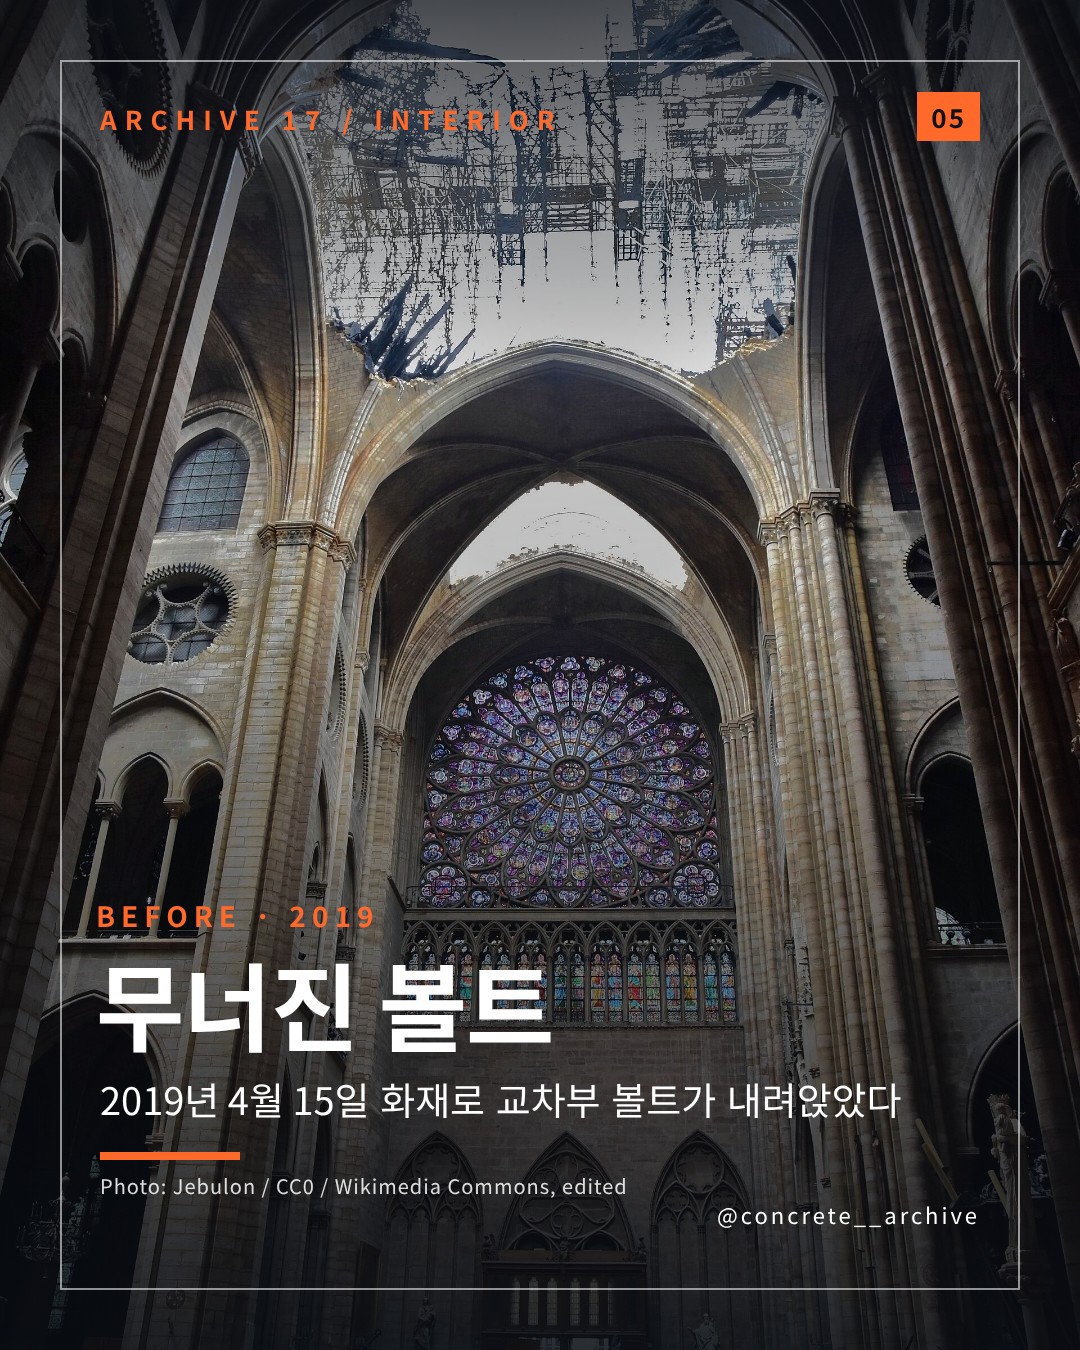 ARCHIVE 17 / INTERIOR
05
BEFORE · 2019
무너진 볼트
2019년 4월 15일 화재로 교차부 볼트가 내려앉았다
Photo: Jebulon / CC0 / Wikimedia Commons, edited
@concrete__archive